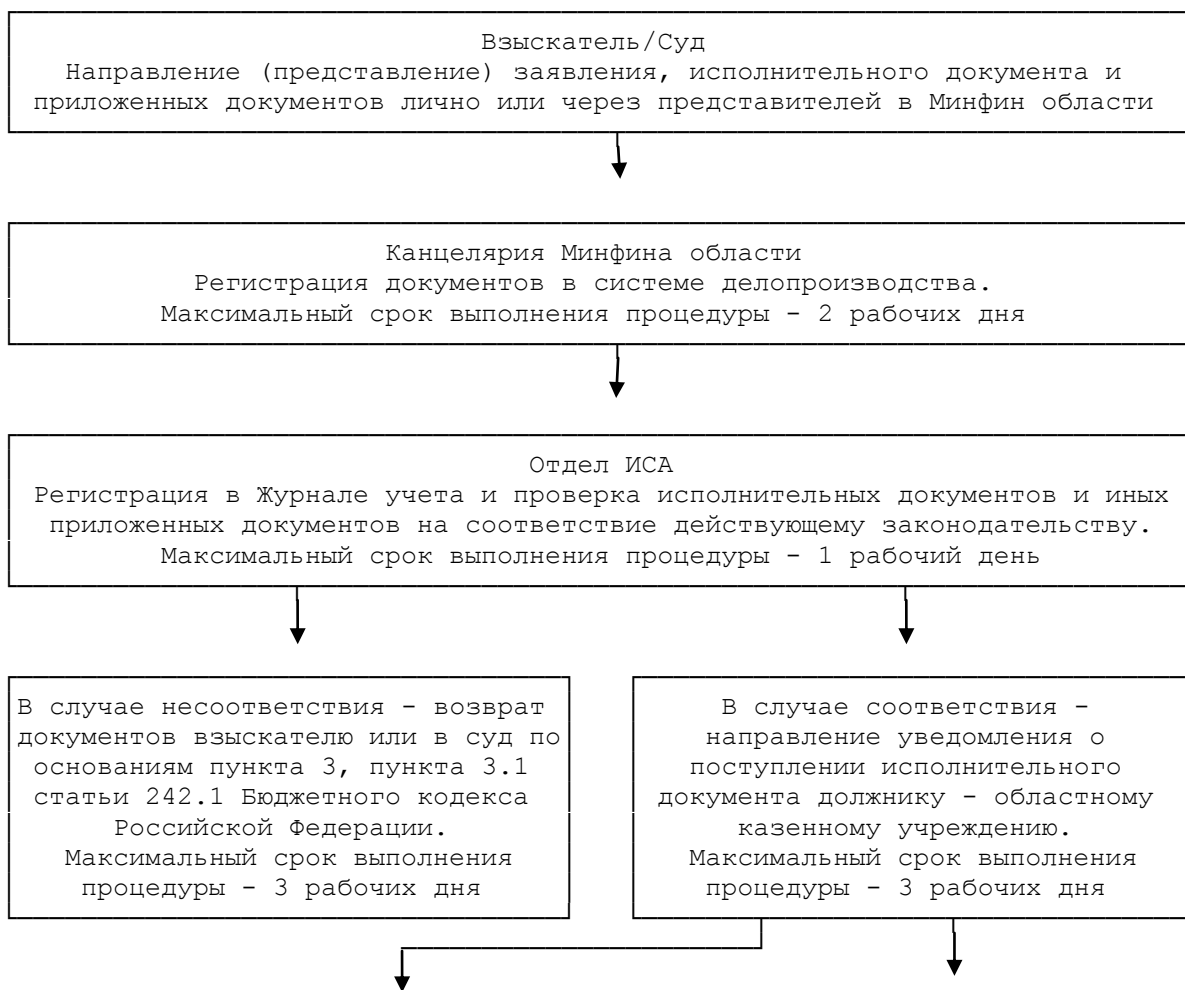 Взыскатель/Суд
Направление (представление) заявления, исполнительного документа и
приложенных документов лично или через представителей в Минфин области
Канцелярия Минфина области
Регистрация документов в системе делопроизводства.
Максимальный срок выполнения процедуры - 2 рабочих дня
Отдел ИСА
Регистрация в Журнале учета и проверка исполнительных документов и иных
приложенных документов на соответствие действующему законодательству.
Максимальный срок выполнения процедуры - 1 рабочий день
В случае несоответствия - возврат
документов взыскателю или в суд по
основаниям пункта 3, пункта 3.1
статьи 242.1 Бюджетного кодекса
Российской Федерации.
Максимальный срок выполнения
процедуры - 3 рабочих дня
В случае соответствия -
направление уведомления о
поступлении исполнительного
документа должнику - областному
казенному учреждению.
Максимальный срок выполнения
процедуры - 3 рабочих дня